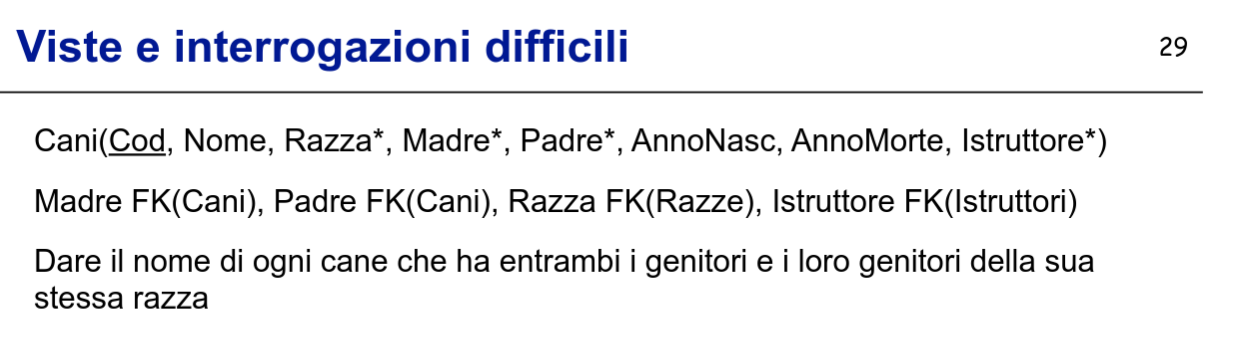 Viste e interrogazioni difficili
29
Cani(Cod, Nome, Razza*, Madre*, Padre*, AnnoNasc, AnnoMorte, Istruttore*)
Madre FK(Cani), Padre FK(Cani), Razza FK(Razze), Istruttore FK(Istruttori)
Dare il nome di ogni cane che ha entrambi i genitori e i loro genitori della sua
stessa razza